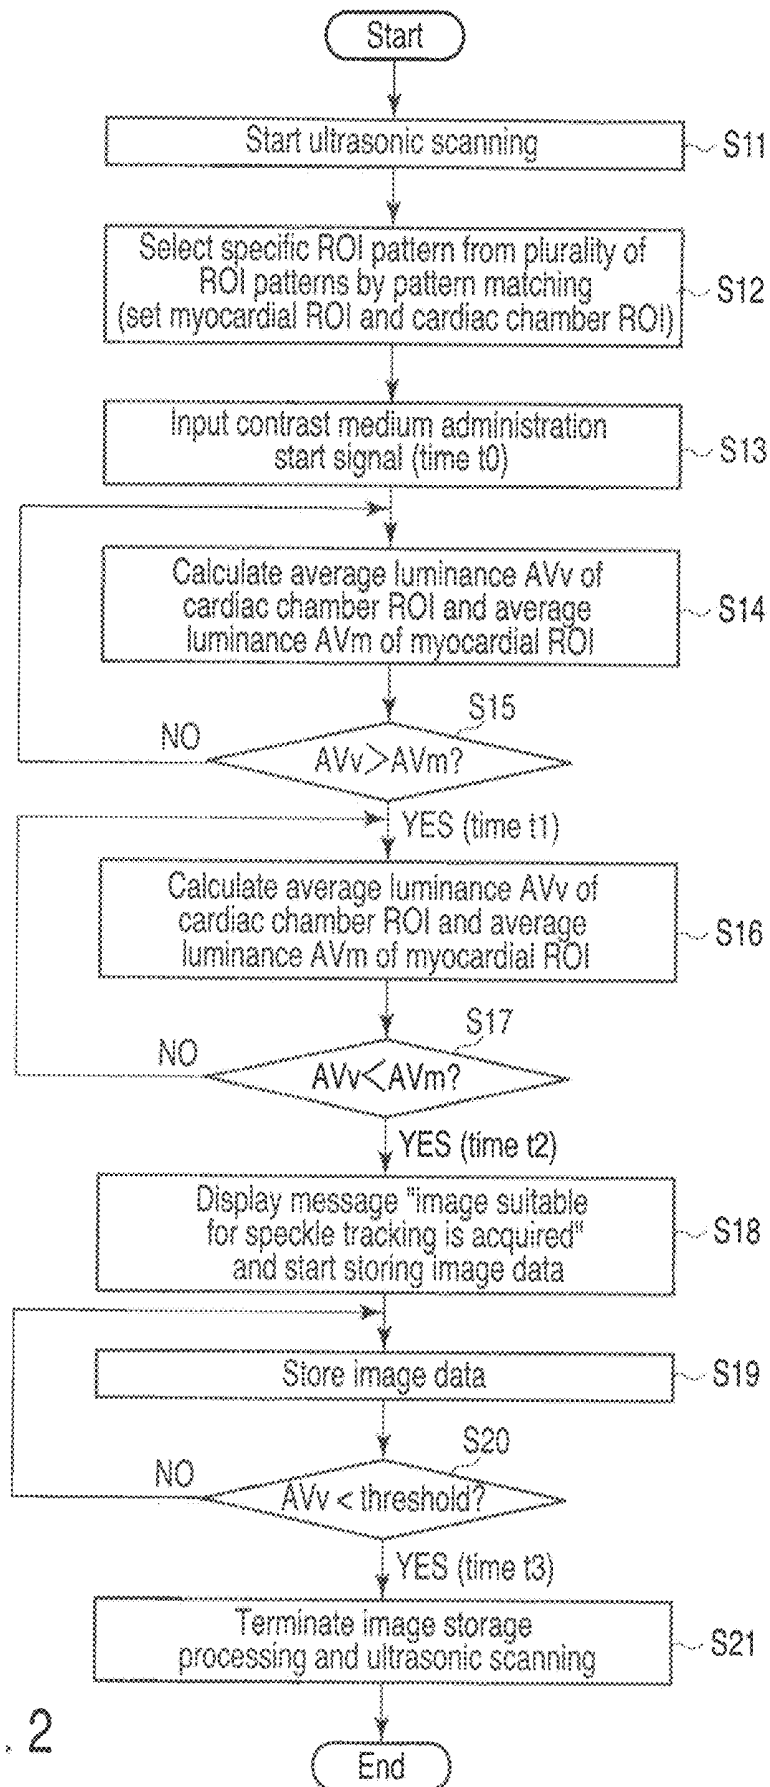 Start
Start ultrasonic scanning
S11
Select specific ROI pattern from plurality of
ROI patterns by pattern matching
(set myocardial ROI and cardiac chamber ROI)
S12
Input contrast medium administration
start signal (time t0)
S13
Calculate average luminance AVv of
cardiac chamber ROI and average
luminance AVm of myocardial ROI
S14
S15
NO
AVv>AVm?
YES (time t1)
Calculate average luminance AVv of
cardiac chamber ROI and average
luminance AVm of myocardial ROI
S16
S17
NO
AVv<AVm?
YES (time t2)
Display message "image suitable
for speckle tracking is acquired"
and start storing image data
S18
Store image data
S19
S20
NO
AVv < threshold?
YES (time t3)
Terminate image storage
processing and ultrasonic scanning
S21
. 2
End